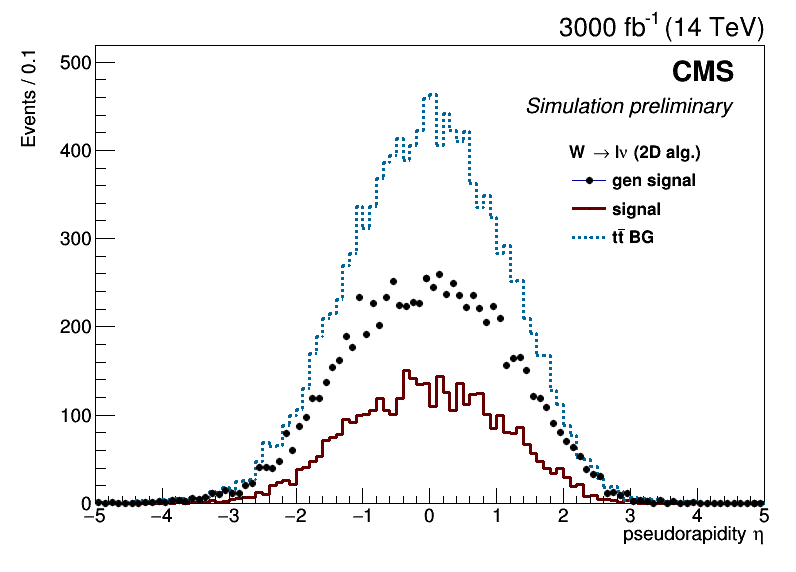 3000 fb⁻¹ (14 TeV)
Events / 0.1
CMS
Simulation preliminary
W → lν (2D alg.)
gen signal
signal
tt̄ BG
500
400
300
200
100
0
−5 −4 −3 −2 −1 0 1 2 3 4 5
pseudorapidity η